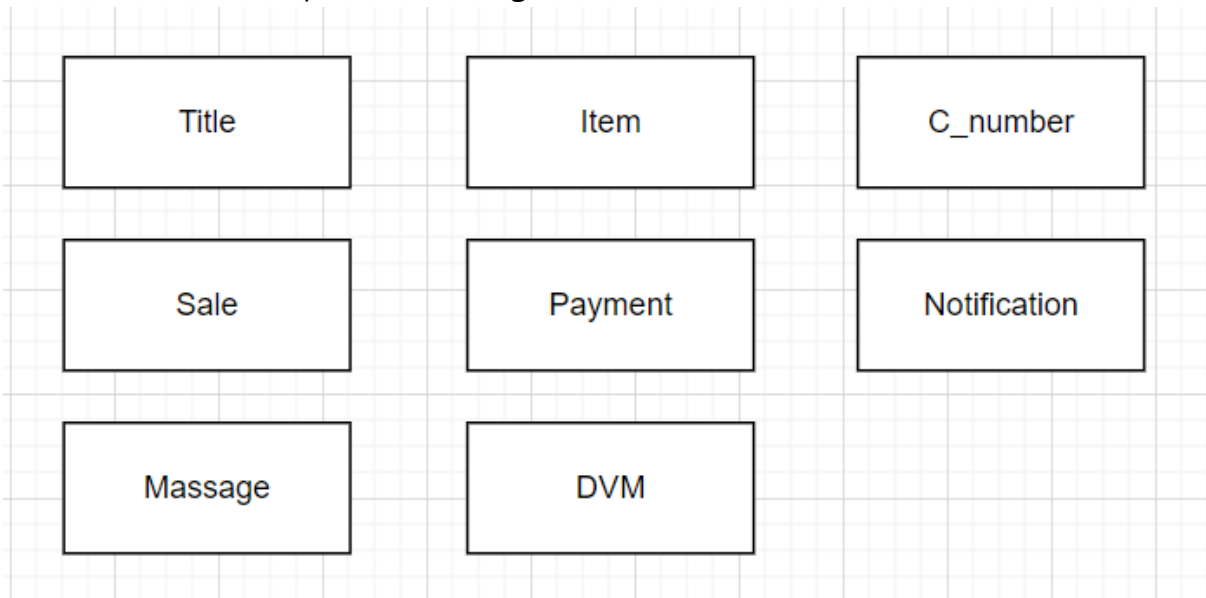 Title
Item
C_number
Sale
Payment
Notification
Massage
DVM